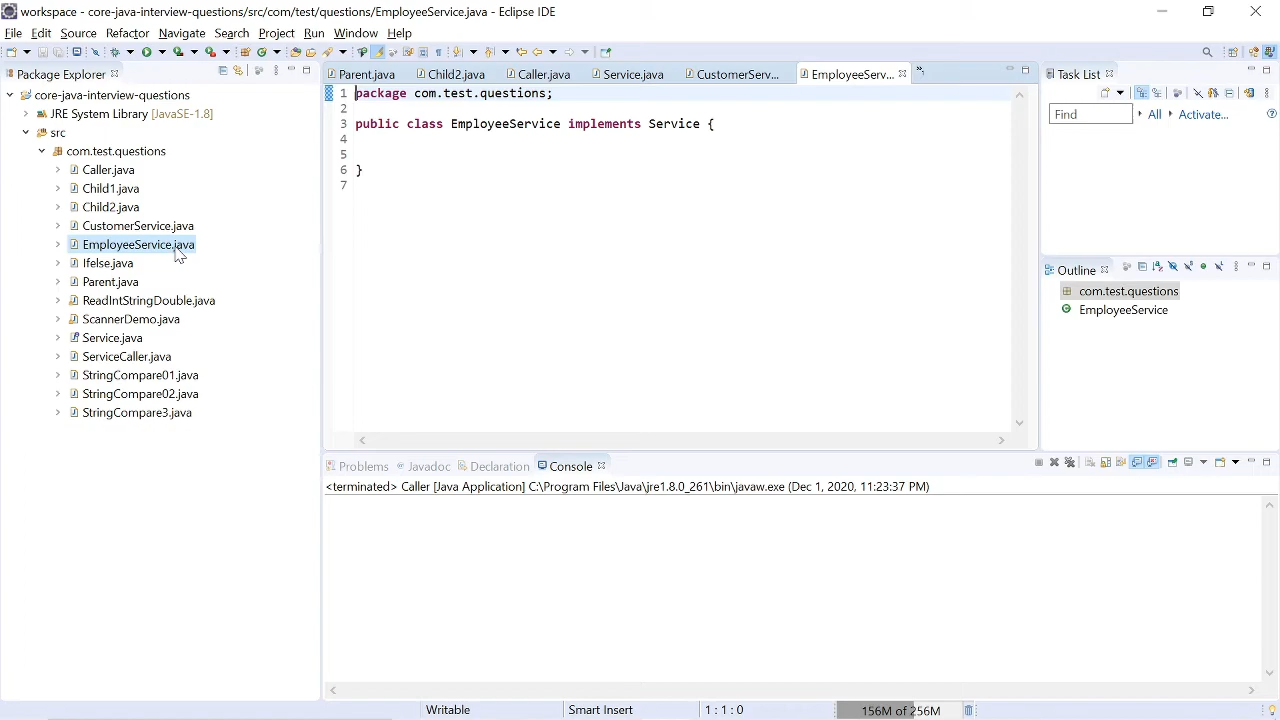 workspace - core-java-interview-questions/src/com/test/questions/EmployeeService.java - Eclipse IDE
File Edit Source Refactor Navigate Search Project Run Window Help
Package Explorer
core-java-interview-questions
JRE System Library [JavaSE-1.8]
src
com.test.questions
Caller.java
Child1.java
Child2.java
CustomerService.java
EmployeeService.java
Ifelse.java
Parent.java
ReadIntStringDouble.java
ScannerDemo.java
Service.java
ServiceCaller.java
StringCompare01.java
StringCompare02.java
StringCompare3.java
Parent.java Child2.java Caller.java Service.java CustomerServ... EmployeeServ...
1 package com.test.questions;
2
3 public class EmployeeService implements Service {
4
5
6 }
7
Task List
Find All Activate...
Outline
com.test.questions
EmployeeService
Problems Javadoc Declaration Console
<terminated> Caller [Java Application] C:\Program Files\Java\jre1.8.0_261\bin\javaw.exe (Dec 1, 2020, 11:23:37 PM)
Writable Smart Insert 1 : 1 : 0 156M of 256M